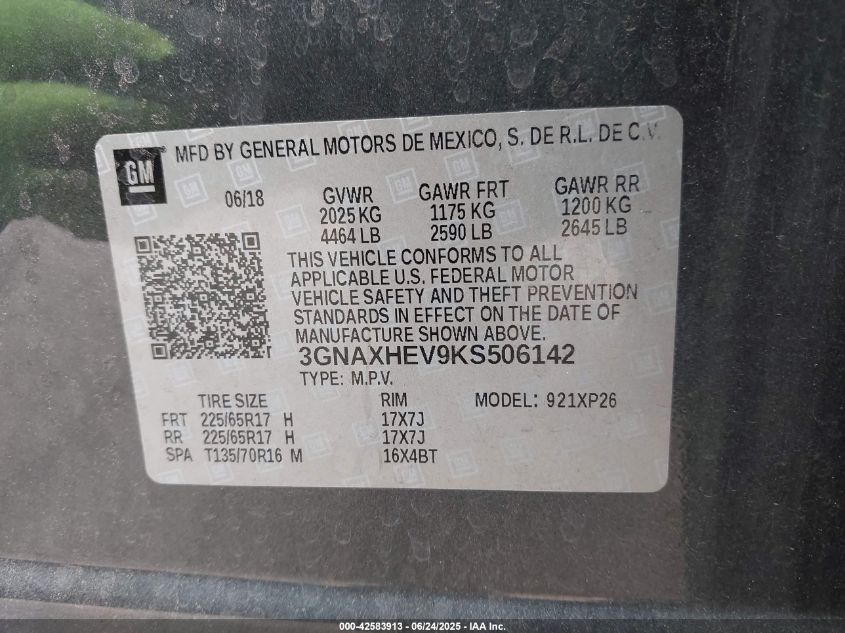 GM
MFD BY GENERAL MOTORS DE MEXICO, S. DE R.L. DE C.V.
06/18 GVWR GAWR FRT GAWR RR
2025 KG 1175 KG 1200 KG
4464 LB 2590 LB 2645 LB
THIS VEHICLE CONFORMS TO ALL
APPLICABLE U.S. FEDERAL MOTOR
VEHICLE SAFETY AND THEFT PREVENTION
STANDARDS IN EFFECT ON THE DATE OF
MANUFACTURE SHOWN ABOVE.
3GNAXHEV9KS506142
TYPE: M.P.V.
TIRE SIZE RIM MODEL: 921XP26
FRT 225/65R17 H 17X7J
RR 225/65R17 H 17X7J
SPA T135/70R16 M 16X4BT
000-42583913 - 06/24/2025 - IAA Inc.